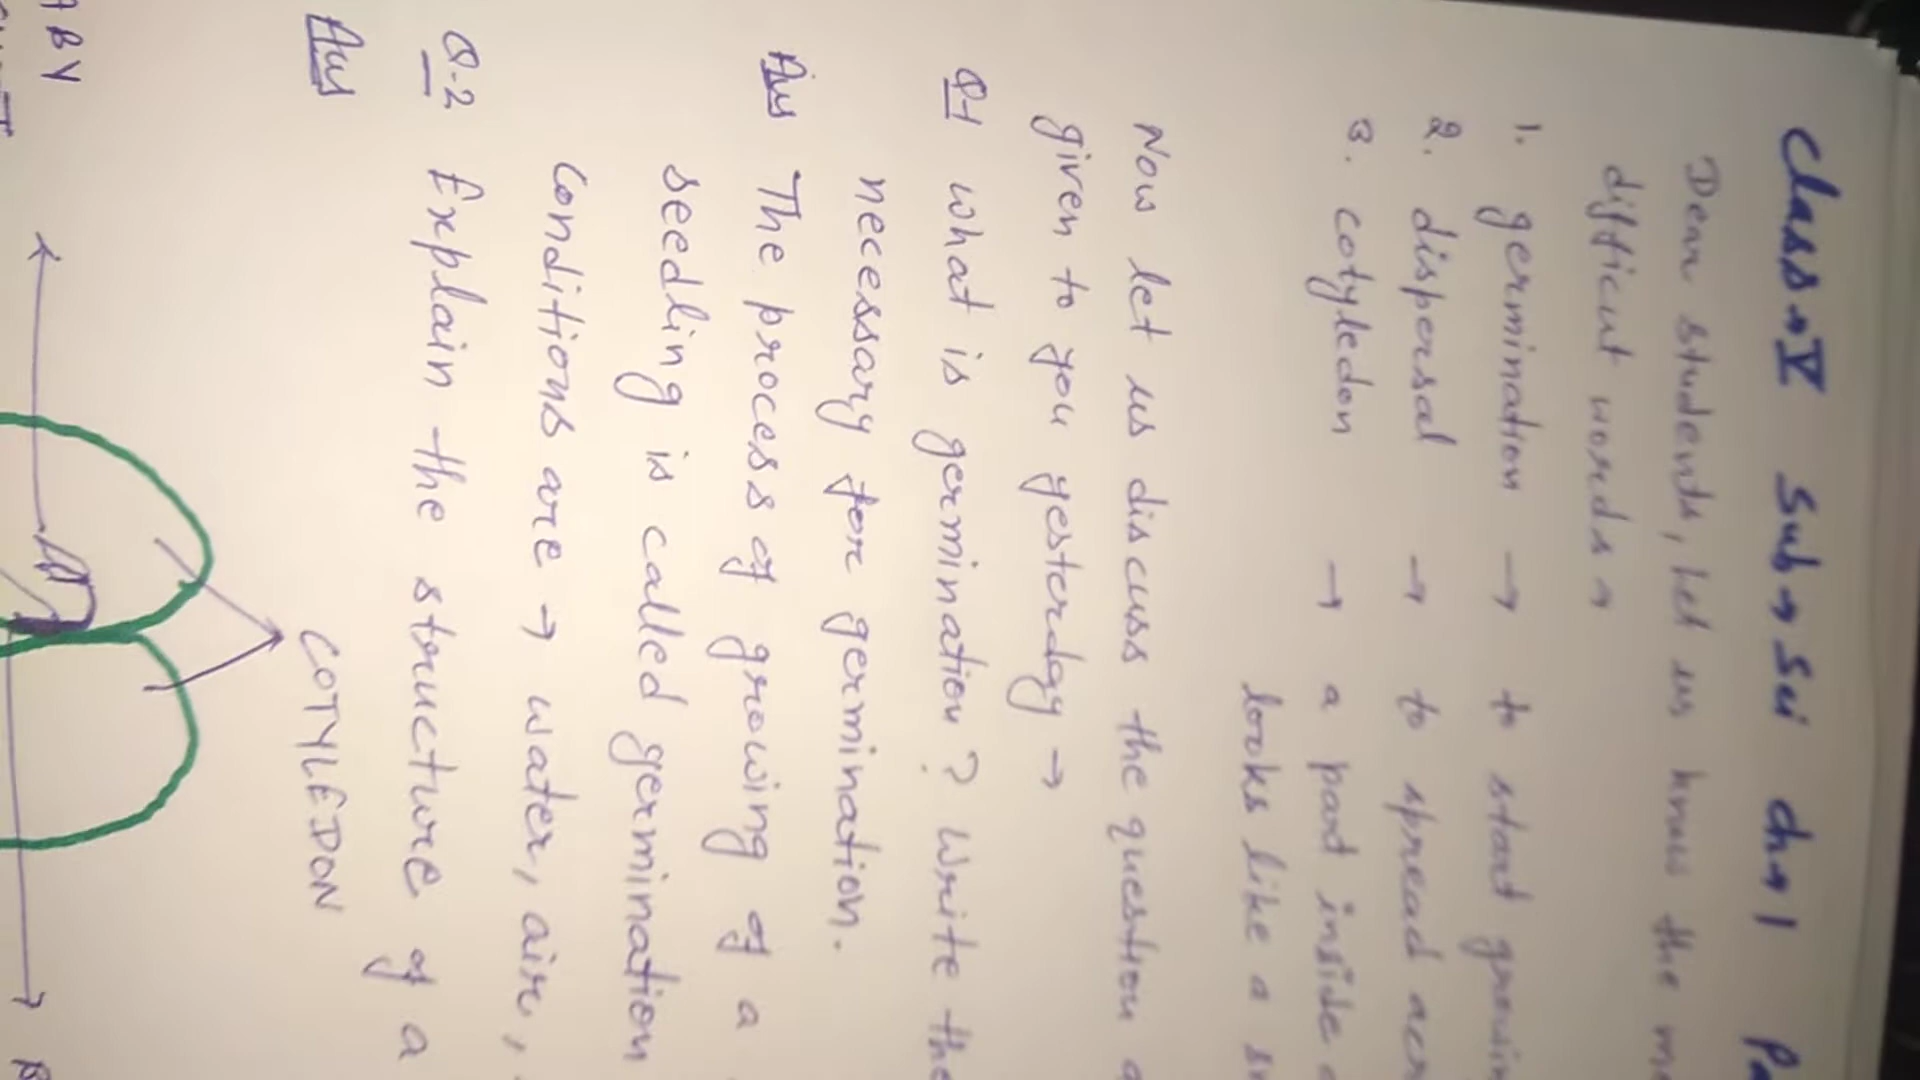 Class → V Sub → Sci ch → 1
Dear students, let us know the
difficult words →
1. germination → to start
2. dispersal → to spread
3. cotyledon → a part inside
looks like a
Now let us discuss the question
given to you yesterday →
Q-1 what is germination? Write the
necessary for germination.
Ans The process of growing of a
seedling is called germination
Conditions are → water, air,
Q.2 Explain the structure of a
Ans
COTYLEDON